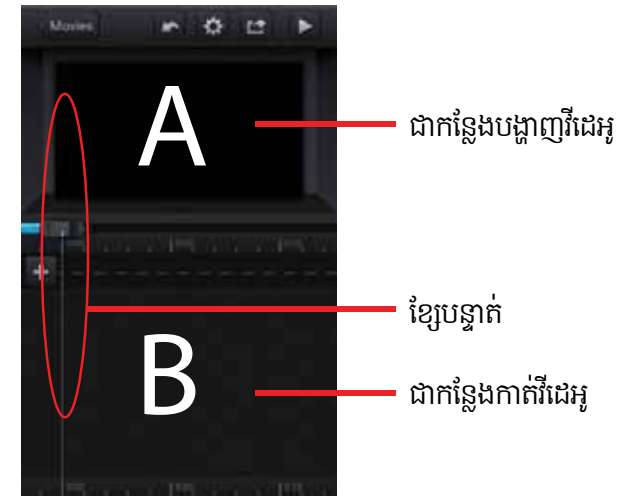 Movies
A
ជាកន្លែងបង្ហាញវីដេអូ
ខ្សែបន្ទាត់
B
ជាកន្លែងកាត់វីដេអូ